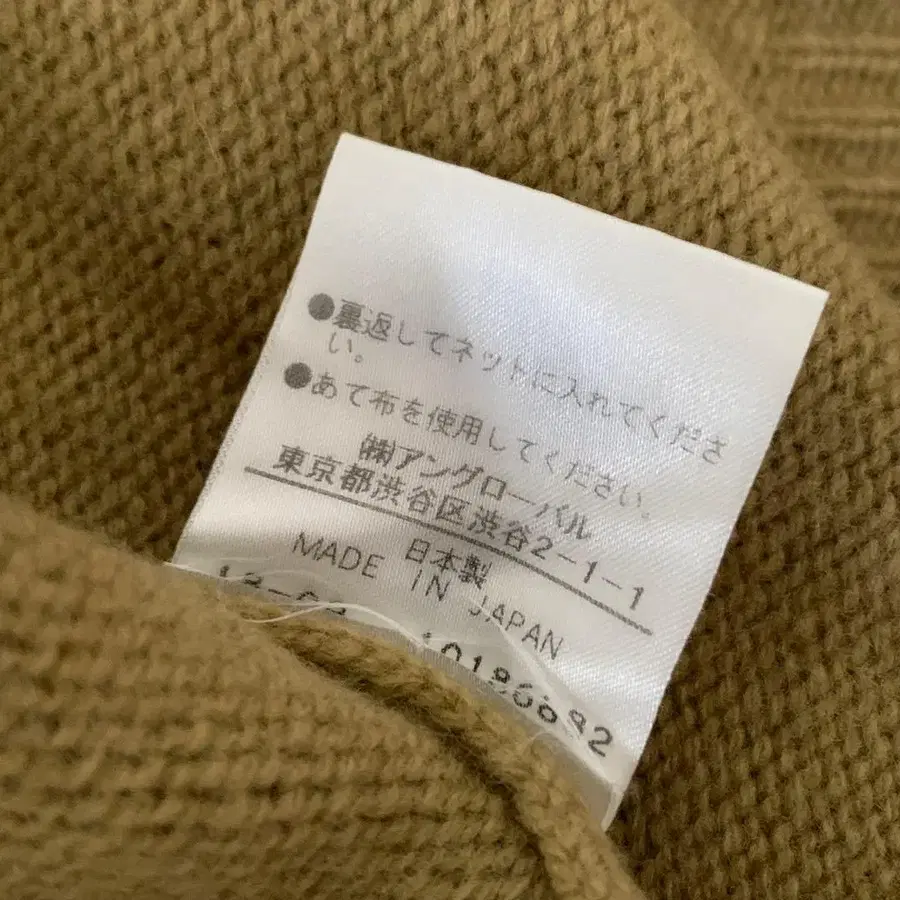 ●裏返してネットに入れてくださ
い。
●あて布を使用してください。
㈱アングローバル
東京都渋谷区渋谷2-1-1
日本製
MADE IN JAPAN